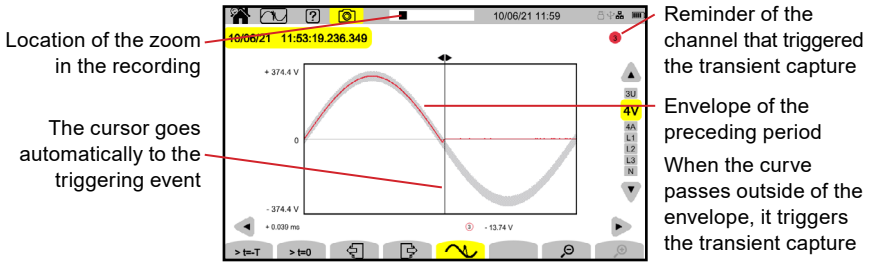 10/06/21 11:59
10/06/21 11:53:19.236.349
3
+ 374.4 V
0
- 374.4 V
+ 0.039 ms
3 - 13.74 V
3U
4V
4A
L1
L2
L3
N
> t=-T
> t=0
?
Location of the zoom
in the recording
The cursor goes
automatically to the
triggering event
Reminder of the
channel that triggered
the transient capture
Envelope of the
preceding period
When the curve
passes outside of the
envelope, it triggers
the transient capture